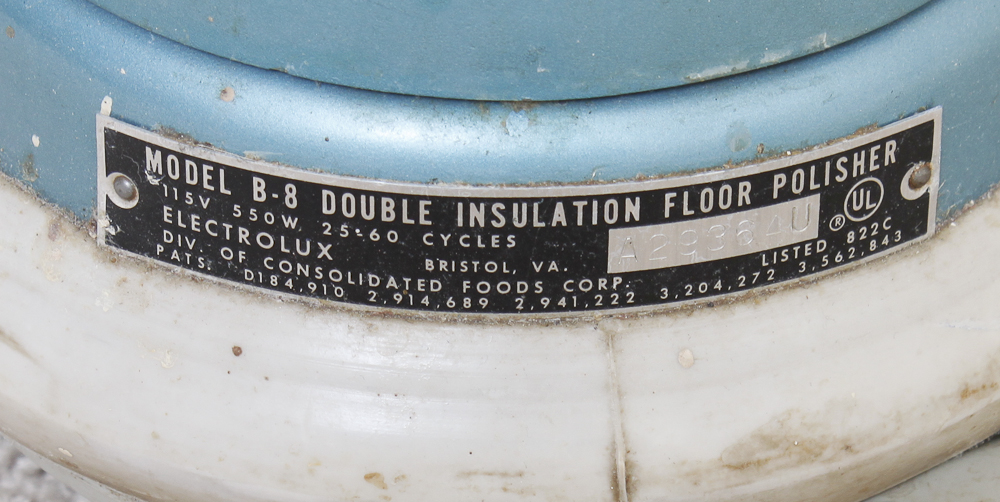 MODEL B-8 DOUBLE INSULATION FLOOR POLISHER
115V 550W 25-60 CYCLES
A29364U ® UL
ELECTROLUX BRISTOL, VA. LISTED 822C
DIV. OF CONSOLIDATED FOODS CORP.
PATS. D184,910 2,914,689 2,941,222 3,204,272 3,562,843